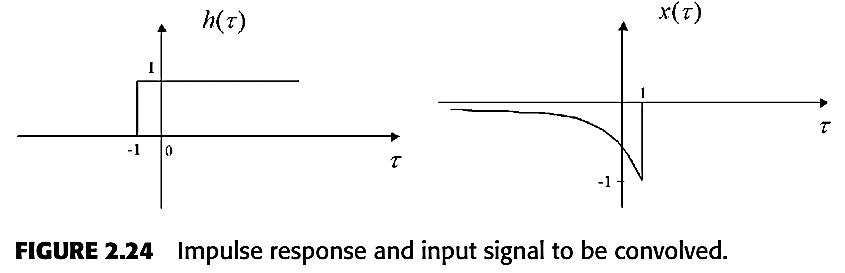 h(τ)
1
-1
0
τ
x(τ)
1
-1
τ
FIGURE 2.24 Impulse response and input signal to be convolved.